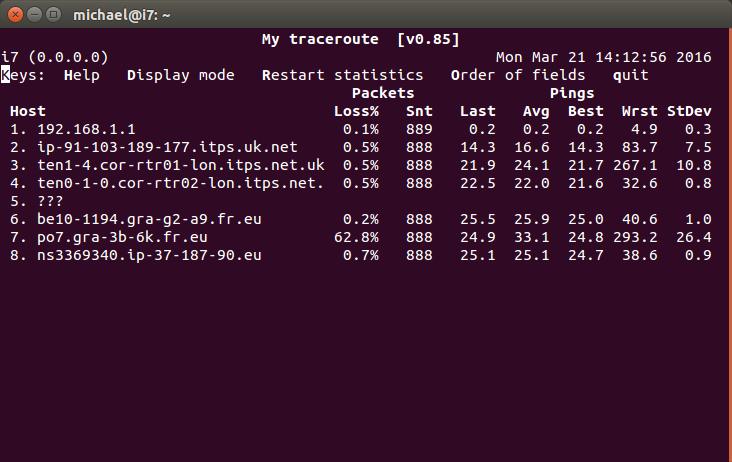 michael@i7: ~
My traceroute  [v0.85]
i7 (0.0.0.0) Mon Mar 21 14:12:56 2016
Keys:  Help   Display mode   Restart statistics   Order of fields   quit
Packets Pings
Host Loss% Snt Last Avg Best Wrst StDev
1. 192.168.1.1 0.1% 889 0.2 0.2 0.2 4.9 0.3
2. ip-91-103-189-177.itps.uk.net 0.5% 888 14.3 16.6 14.3 83.7 7.5
3. ten1-4.cor-rtr01-lon.itps.net.uk 0.5% 888 21.9 24.1 21.7 267.1 10.8
4. ten0-1-0.cor-rtr02-lon.itps.net. 0.5% 888 22.5 22.0 21.6 32.6 0.8
5. ???
6. be10-1194.gra-g2-a9.fr.eu 0.2% 888 25.5 25.9 25.0 40.6 1.0
7. po7.gra-3b-6k.fr.eu 62.8% 888 24.9 33.1 24.8 293.2 26.4
8. ns3369340.ip-37-187-90.eu 0.7% 888 25.1 25.1 24.7 38.6 0.9